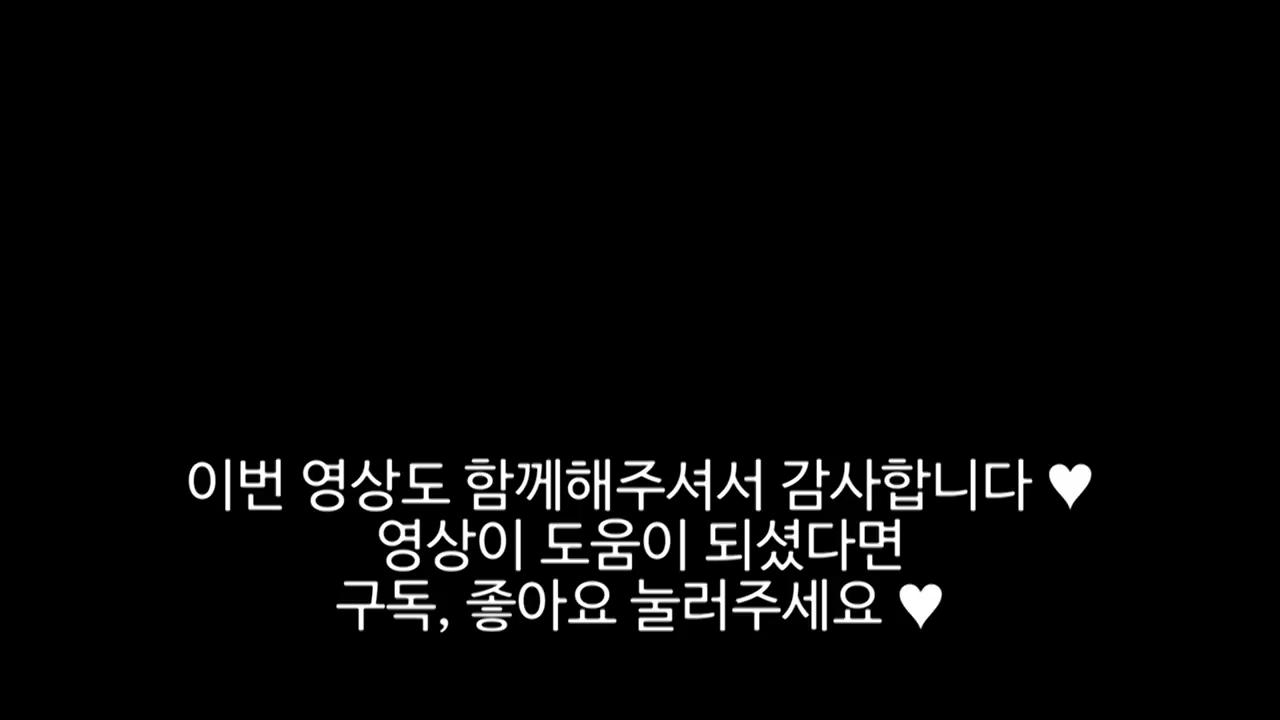 이번 영상도 함께해주셔서 감사합니다 ♥
영상이 도움이 되셨다면
구독, 좋아요 눌러주세요 ♥